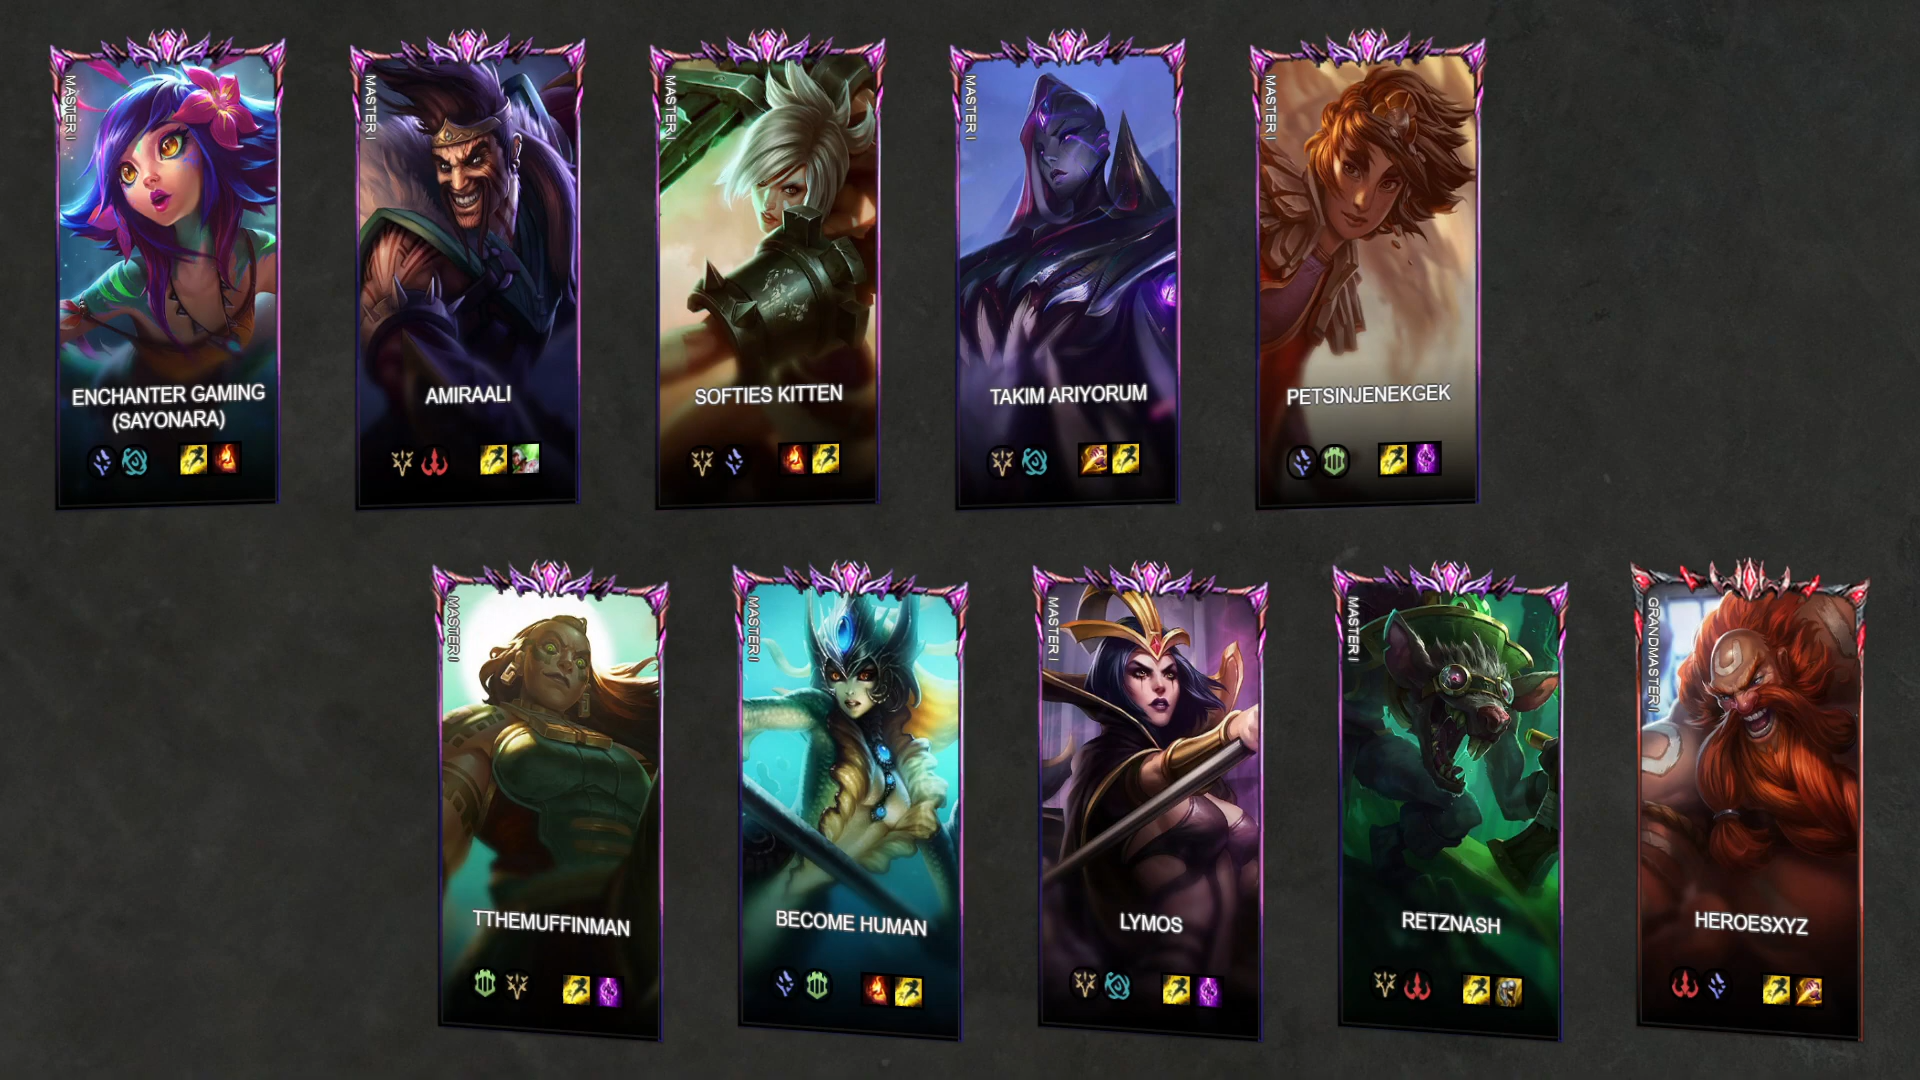 MASTER I
ENCHANTER GAMING
(SAYONARA)
MASTER I
AMIRAALI
MASTER I
SOFTIES KITTEN
MASTER I
TAKIM ARIYORUM
MASTER I
PETSINJENEKGEK
MASTER I
TTHEMUFFINMAN
MASTER I
BECOME HUMAN
MASTER I
LYMOS
MASTER I
RETZNASH
GRANDMASTER I
HEROESXYZ